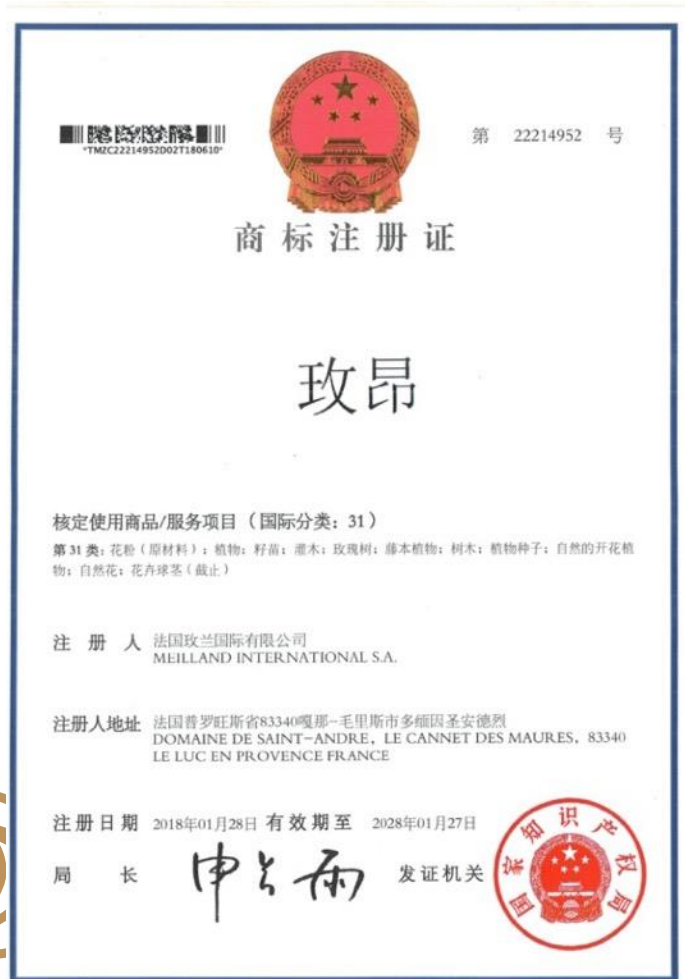 *TMZC22214952D02T180610*
第 22214952 号
商标注册证
玫昂
核定使用商品/服务项目（国际分类：31）
第31类：花粉（原材料）；植物；籽苗；灌木；玫瑰树；藤本植物；树木；植物种子；自然的开花植
物；自然花；花卉球茎（截止）
注册人 法国玫兰国际有限公司
MEILLAND INTERNATIONAL S.A.
注册人地址 法国普罗旺斯省83340嘎那-毛里斯市多缅因圣安德烈
DOMAINE DE SAINT-ANDRE, LE CANNET DES MAURES, 83340
LE LUC EN PROVENCE FRANCE
注册日期 2018年01月28日 有效期至 2028年01月27日
局长 申长雨 发证机关
国家知识产权局